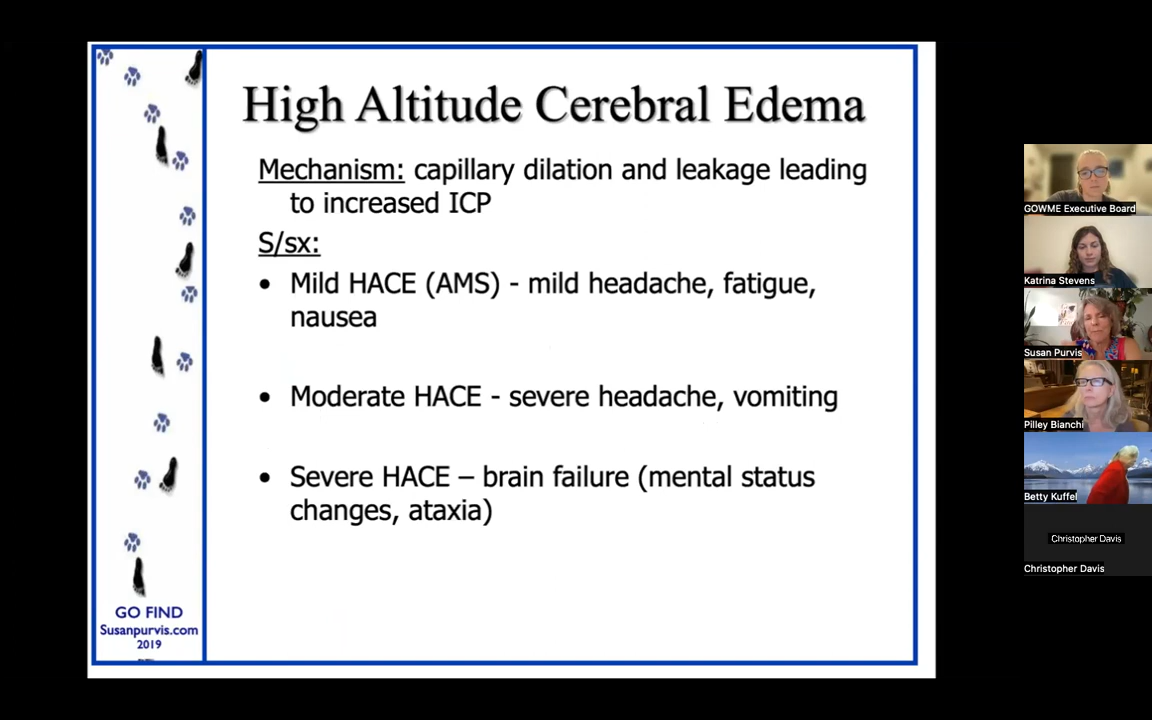 High Altitude Cerebral Edema
Mechanism: capillary dilation and leakage leading
to increased ICP
S/sx:
• Mild HACE (AMS) - mild headache, fatigue,
nausea
• Moderate HACE - severe headache, vomiting
• Severe HACE – brain failure (mental status
changes, ataxia)
GO FIND
Susanpurvis.com
2019
GOWME Executive Board
Katrina Stevens
Susan Purvis
Pilley Bianchi
Betty Kuffel
Christopher Davis
Christopher Davis